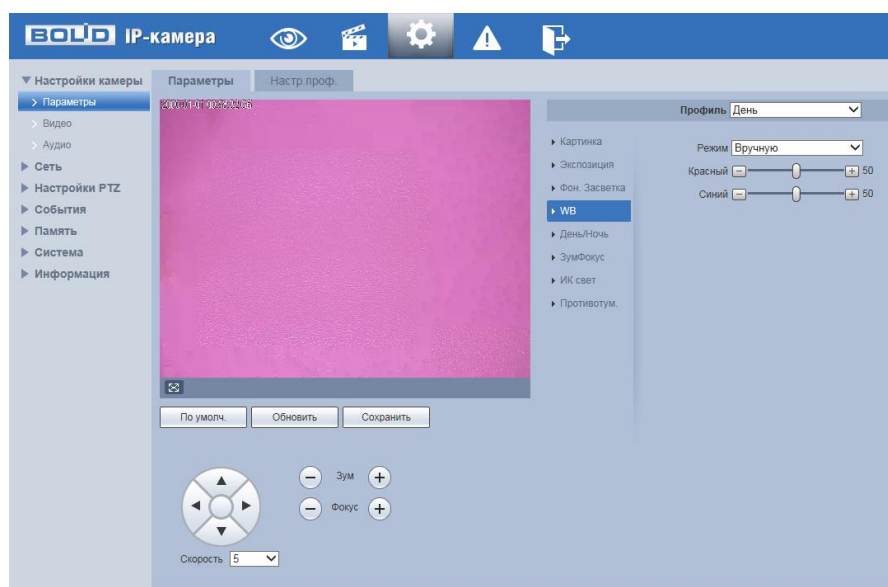 BOLID IP-камера
Настройки камеры
Параметры
Видео
Аудио
Сеть
Настройки PTZ
События
Память
Система
Информация
Параметры Настр.проф.
Профиль День
Картинка
Экспозиция
Фон. Засветка
WB
День/Ночь
ЗумФокус
ИК свет
Противотум.
Режим Вручную
Красный 50
Синий 50
По умолч. Обновить Сохранить
Зум
Фокус
Скорость 5